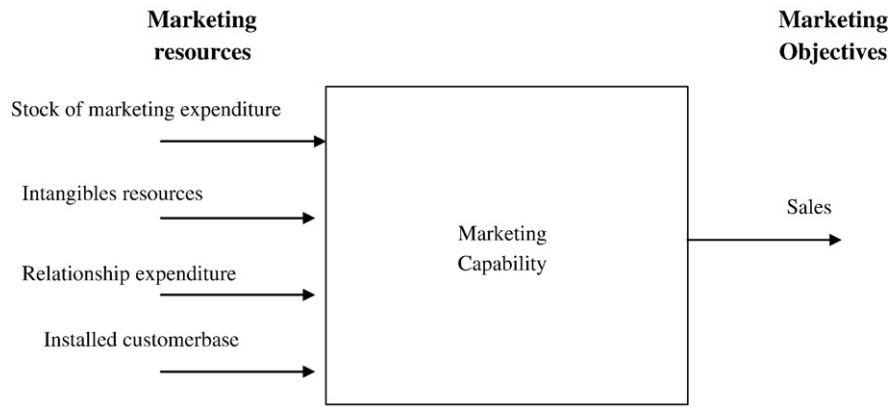 Marketing
resources
Marketing
Objectives
Stock of marketing expenditure
Intangibles resources
Sales
Marketing
Capability
Relationship expenditure
Installed customerbase